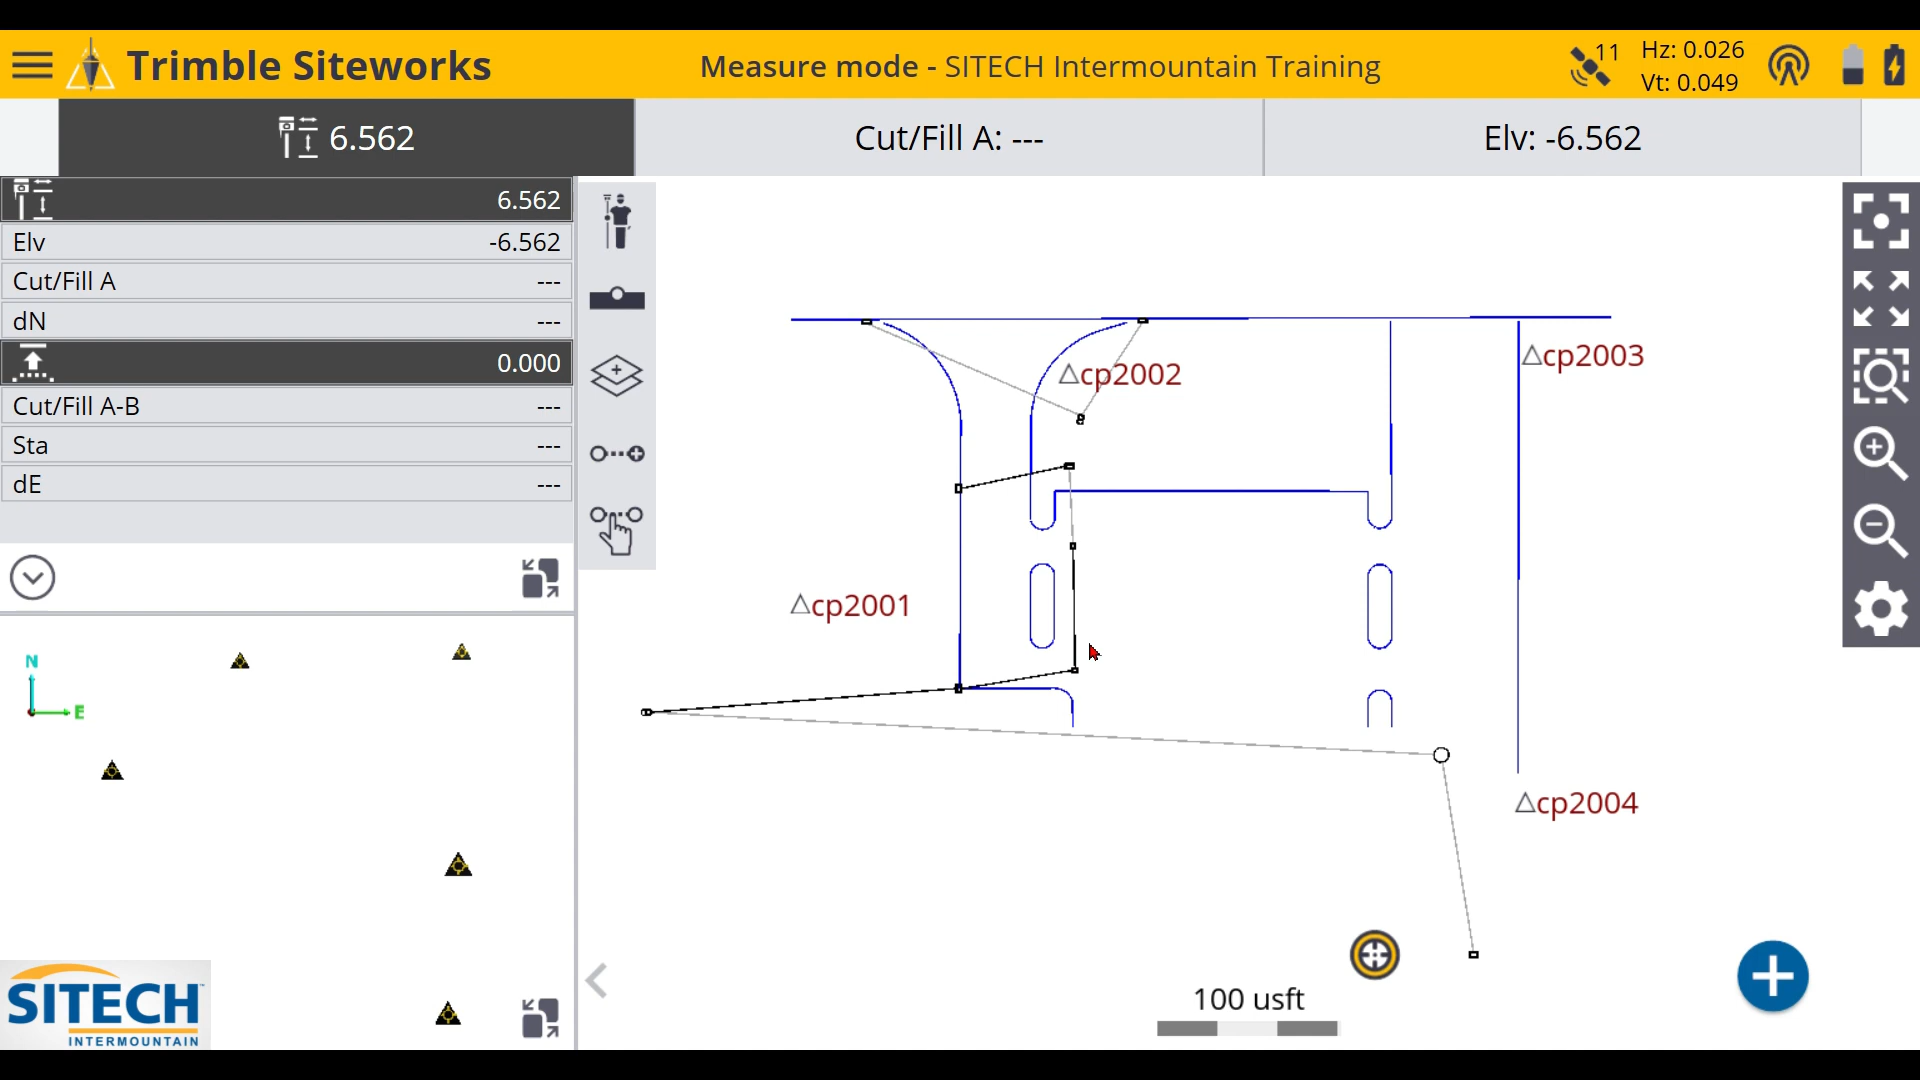 Trimble Siteworks
Measure mode - SITECH Intermountain Training
11
Hz: 0.026
Vt: 0.049
6.562
Cut/Fill A: ---
Elv: -6.562
6.562
Elv -6.562
Cut/Fill A ---
dN ---
0.000
Cut/Fill A-B ---
Sta ---
dE ---
cp2003
cp2002
cp2001
cp2004
N
E
100 usft
SITECH
INTERMOUNTAIN